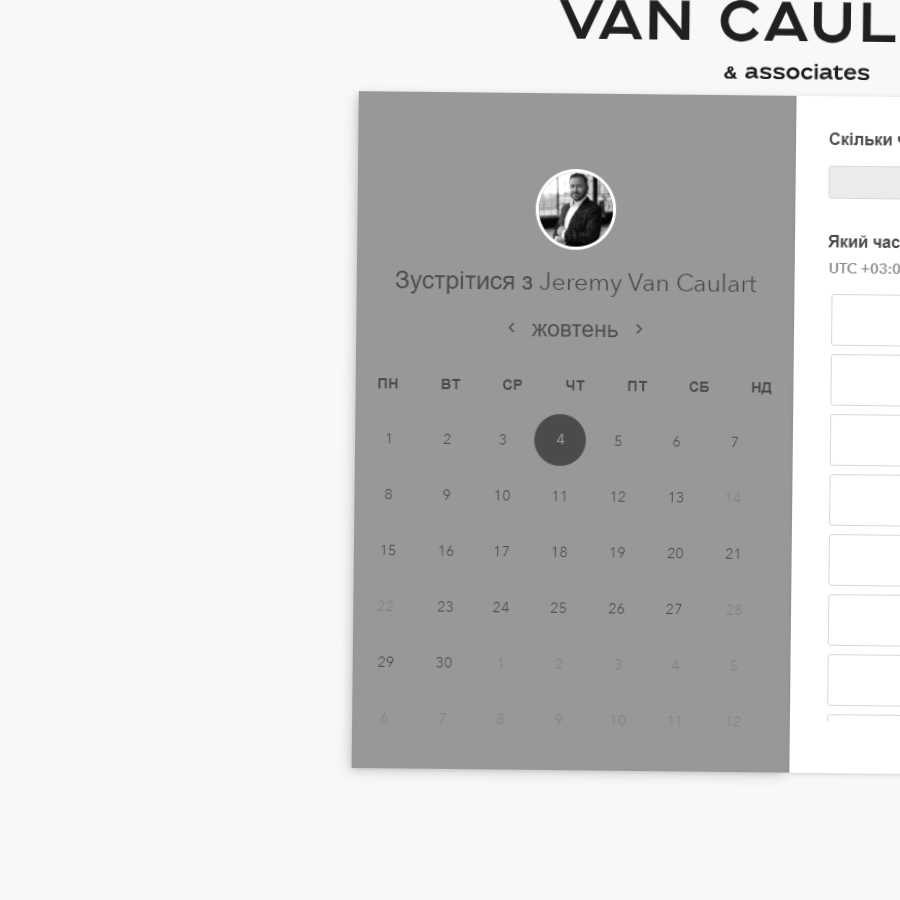 VAN CAUL
& associates
Зустрітися з Jeremy Van Caulart
жовтень
ПН ВТ СР ЧТ ПТ СБ НД
1 2 3 4 5 6 7
8 9 10 11 12 13 14
15 16 17 18 19 20 21
22 23 24 25 26 27 28
29 30 1 2 3 4 5
6 7 8 9 10 11 12
Скільки
Який час
UTC +03:0